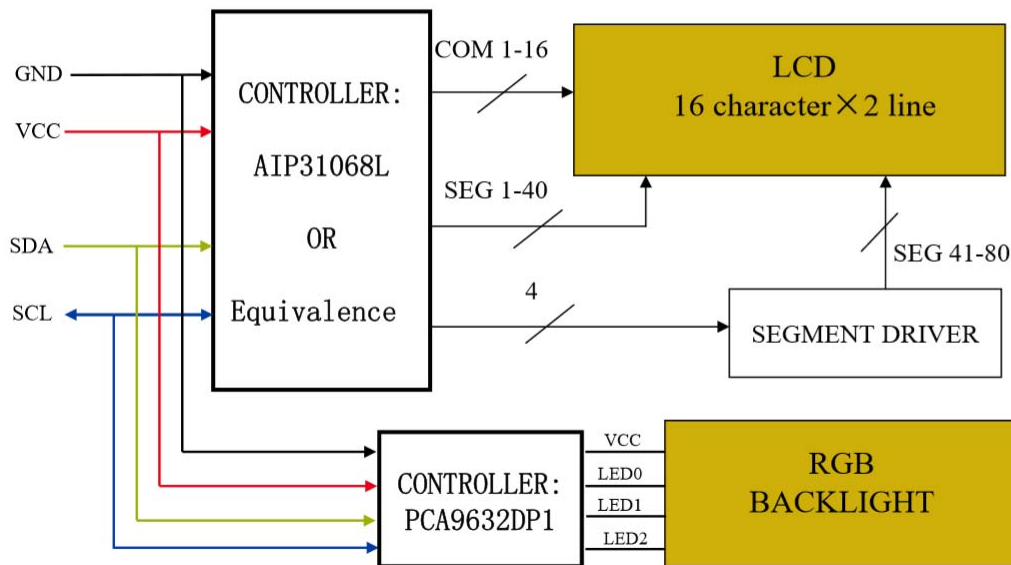 GND
VCC
SDA
SCL
CONTROLLER:
AIP31068L
OR
Equivalence
COM 1-16
SEG 1-40
4
LCD
16 character×2 line
SEG 41-80
SEGMENT DRIVER
CONTROLLER:
PCA9632DP1
VCC
LED0
LED1
LED2
RGB
BACKLIGHT